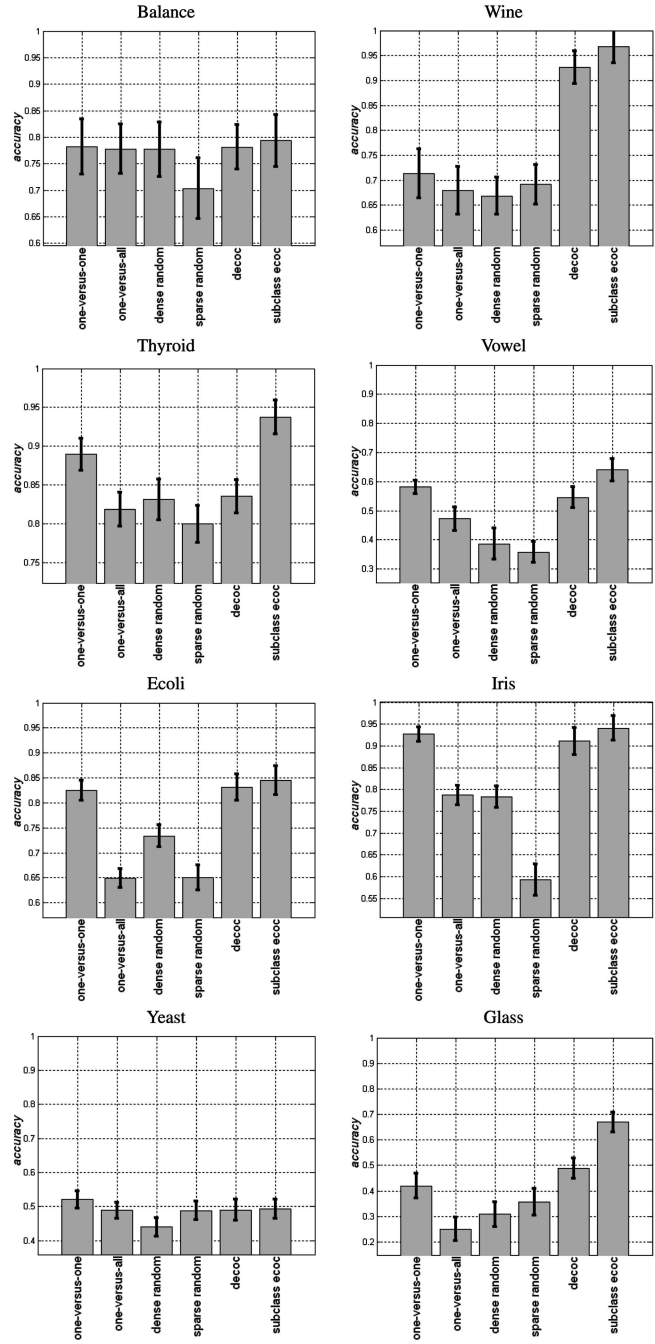 Balance
1
0.95
0.9
0.85
0.8
0.75
0.7
0.65
0.6
accuracy
one-versus-one
one-versus-all
dense random
sparse random
decoc
subclass ecoc
Wine
1
0.95
0.9
0.85
0.8
0.75
0.7
0.65
0.6
accuracy
one-versus-one
one-versus-all
dense random
sparse random
decoc
subclass ecoc
Thyroid
1
0.95
0.9
0.85
0.8
0.75
accuracy
one-versus-one
one-versus-all
dense random
sparse random
decoc
subclass ecoc
Vowel
1
0.9
0.8
0.7
0.6
0.5
0.4
0.3
accuracy
one-versus-one
one-versus-all
dense random
sparse random
decoc
subclass ecoc
Ecoli
1
0.95
0.9
0.85
0.8
0.75
0.7
0.65
0.6
accuracy
one-versus-one
one-versus-all
dense random
sparse random
decoc
subclass ecoc
Iris
1
0.95
0.9
0.85
0.8
0.75
0.7
0.65
0.6
0.55
accuracy
one-versus-one
one-versus-all
dense random
sparse random
decoc
subclass ecoc
Yeast
1
0.9
0.8
0.7
0.6
0.5
0.4
accuracy
one-versus-one
one-versus-all
dense random
sparse random
decoc
subclass ecoc
Glass
1
0.9
0.8
0.7
0.6
0.5
0.4
0.3
0.2
accuracy
one-versus-one
one-versus-all
dense random
sparse random
decoc
subclass ecoc